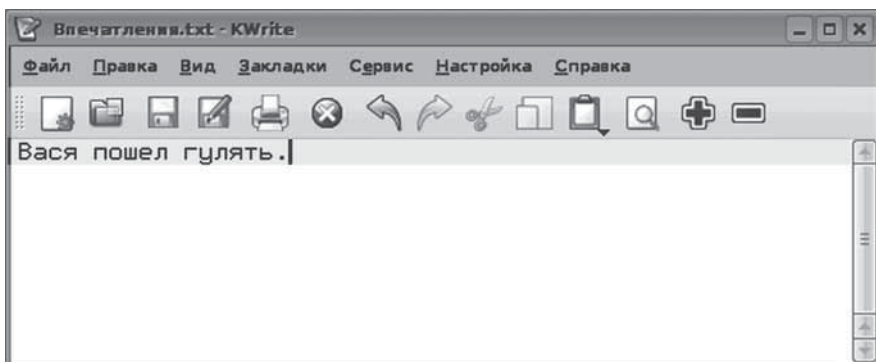 Впечатления.txt - KWrite
Файл Правка Вид Закладки Сервис Настройка Справка
Вася пошел гулять.